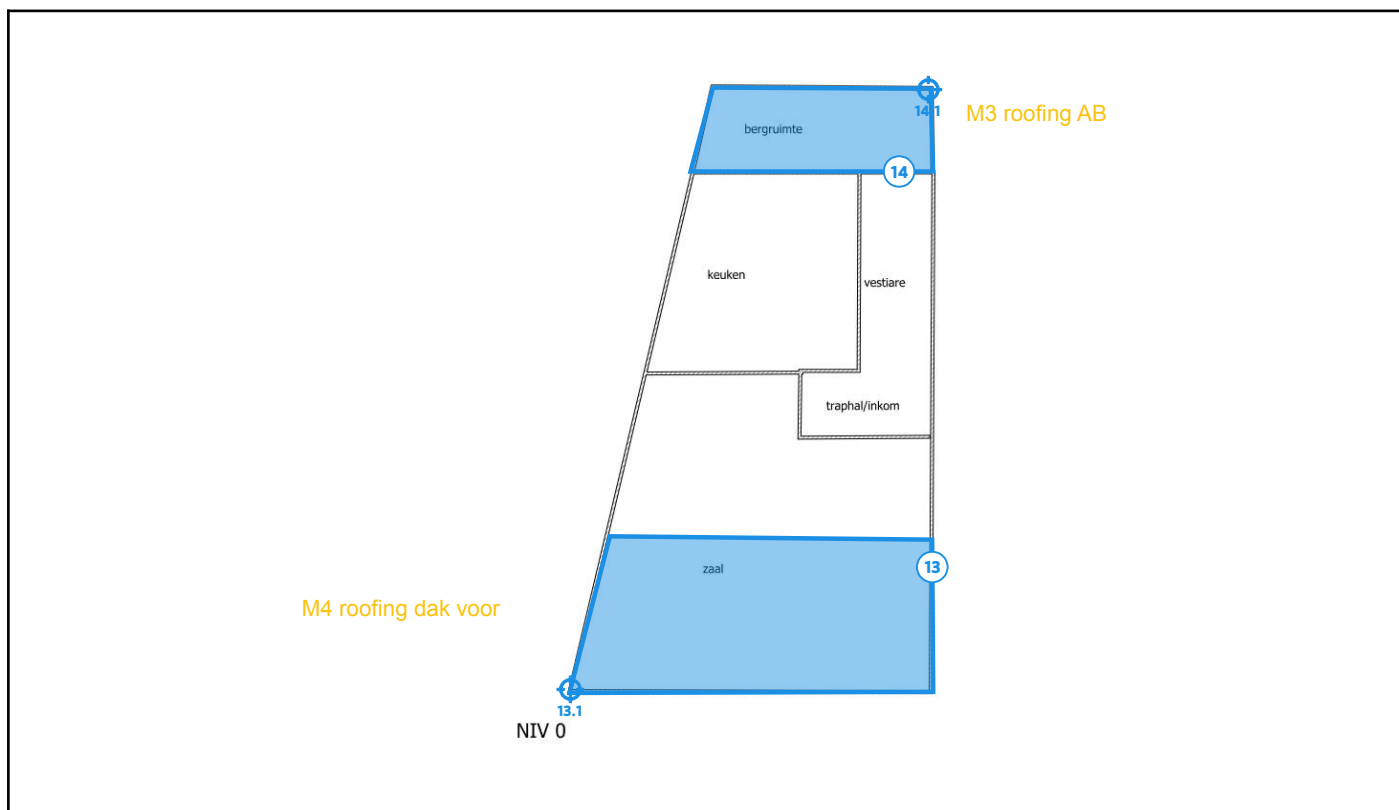 14.1
M3 roofing AB
bergruimte
14
keuken
vestiare
traphal/inkom
13
zaal
M4 roofing dak voor
13.1
NIV 0